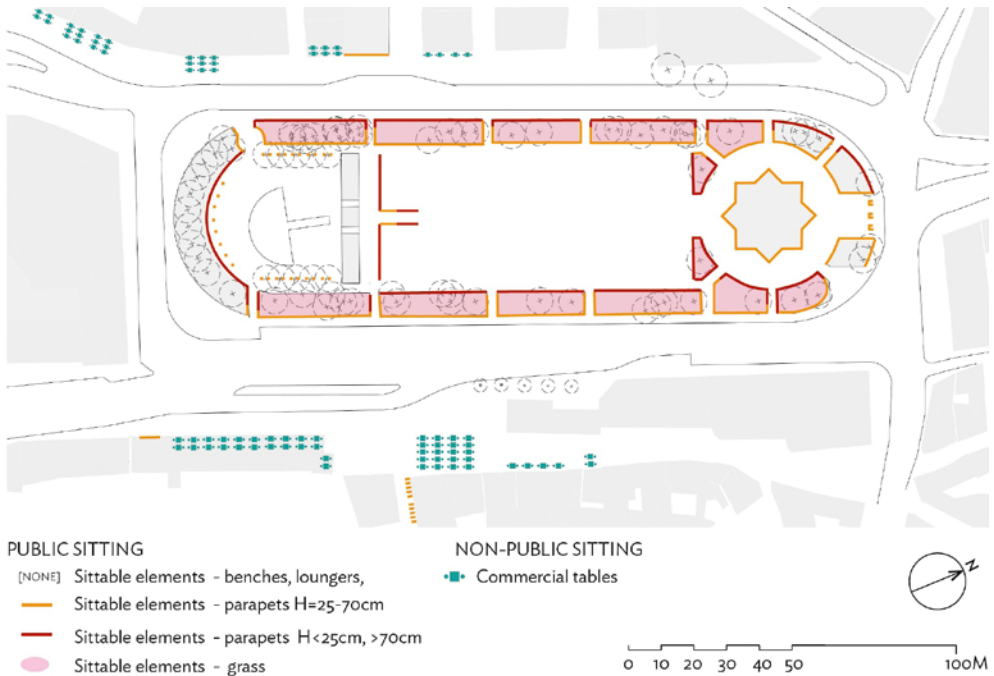 PUBLIC SITTING
[NONE] Sittable elements - benches, loungers,
Sittable elements - parapets H=25-70cm
Sittable elements - parapets H<25cm, >70cm
Sittable elements - grass
NON-PUBLIC SITTING
Commercial tables
N
0 10 20 30 40 50 100M